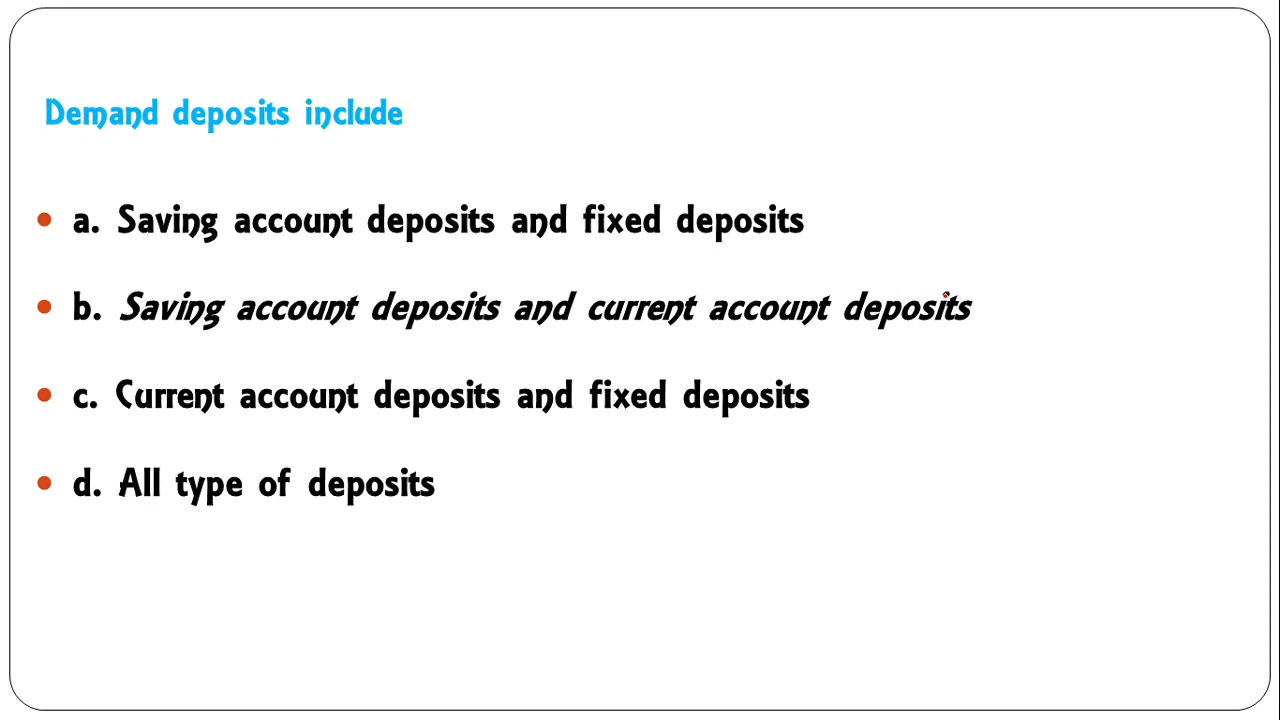 Demand deposits include
• a. Saving account deposits and fixed deposits
• b. Saving account deposits and current account deposits
• c. Current account deposits and fixed deposits
• d. All type of deposits